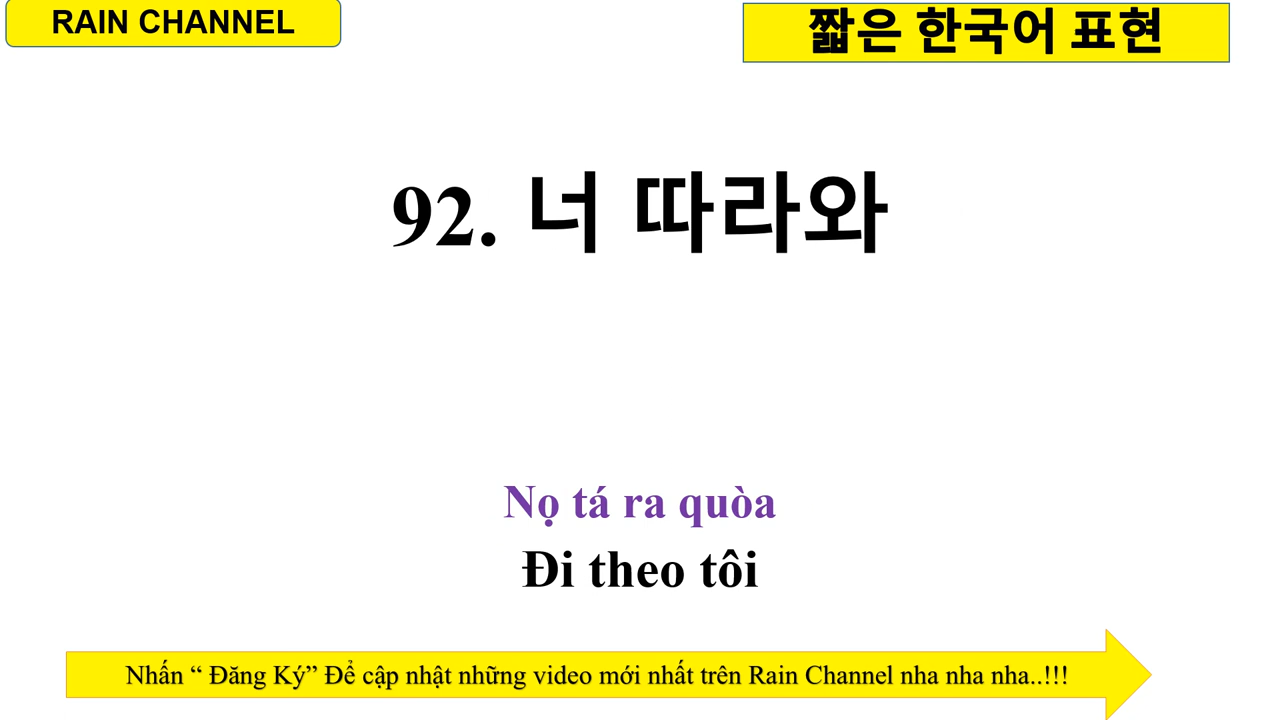 RAIN CHANNEL
짧은 한국어 표현
92. 너 따라와
Nọ tá ra quòa
Đi theo tôi
Nhấn “ Đăng Ký” Để cập nhật những video mới nhất trên Rain Channel nha nha nha..!!!